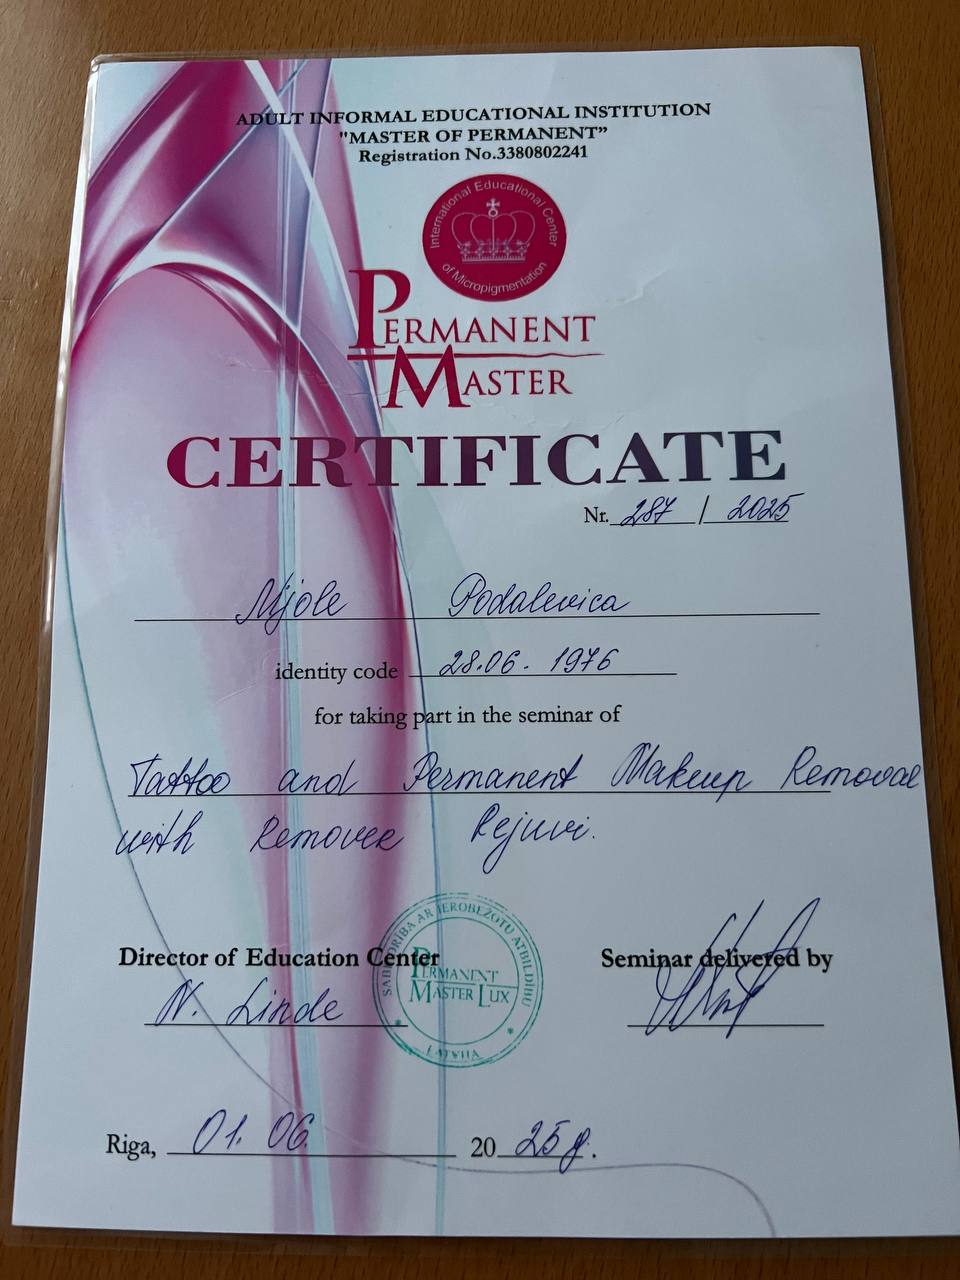 ADULT INFORMAL EDUCATIONAL INSTITUTION
"MASTER OF PERMANENT”
Registration No.3380802241
International Educational Center
of Micropigmentation
PERMANENT
MASTER
CERTIFICATE
Nr. 287 / 2025
Nijole Podalevica
identity code 28.06. 1976
for taking part in the seminar of
Tattoo and Permanent Makeup Removal
with Remover Rejuvi.
Director of Education Center
Seminar delivered by
N. Linde
SABIEDRĪBA AR IEROBEŽOTU ATBILDĪBU
PERMANENT
MASTER LUX
* LATVIJA *
Riga, 01. 06. 20 25 g.